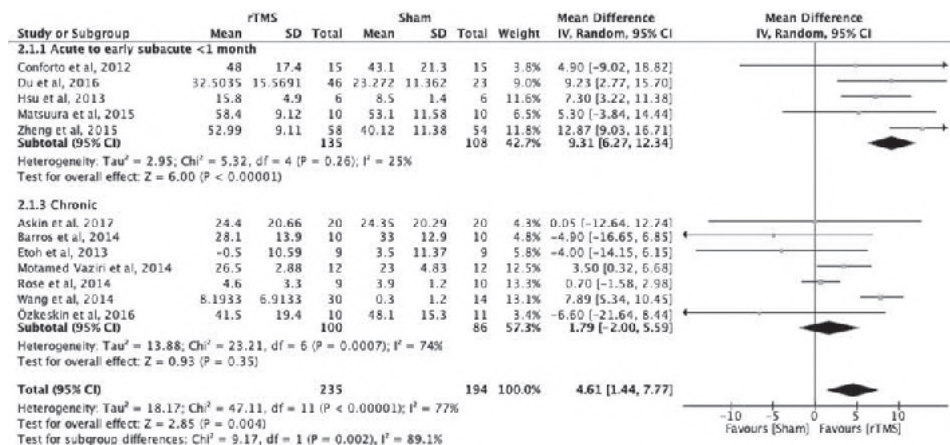 rTMS Sham Mean Difference Mean Difference
Study or Subgroup Mean SD Total Mean SD Total Weight IV, Random, 95% CI IV, Random, 95% CI
2.1.1 Acute to early subacute <1 month
Conforto et al, 2012 48 17.4 15 43.1 21.3 15 3.8% 4.90 [-9.02, 18.82]
Du et al, 2016 32.5035 15.5691 46 23.272 11.362 23 9.0% 9.23 [2.77, 15.70]
Hsu et al, 2013 15.8 4.9 6 8.5 1.4 6 11.6% 7.30 [3.22, 11.38]
Matsuura et al, 2015 58.4 9.12 10 53.1 11.58 10 5.2% 5.30 [-3.84, 14.44]
Zheng et al, 2015 52.99 9.11 58 40.12 11.38 54 11.8% 12.87 [9.03, 16.71]
Subtotal (95% CI) 135 108 42.7% 9.31 [6.27, 12.34]
Heterogeneity: Tau² = 2.95; Chi² = 5.32, df = 4 (P = 0.26); I² = 25%
Test for overall effect: Z = 6.00 (P < 0.00001)
2.1.3 Chronic
Askin et al, 2017 24.4 20.66 20 24.35 20.29 20 4.3% 0.05 [-12.64, 12.74]
Barros et al, 2014 28.1 13.9 10 33 12.9 10 4.8% -4.90 [-16.65, 6.85]
Etoh et al, 2013 -0.5 10.59 9 3.5 11.37 9 -4.00 [-14.15, 6.15]
Motamed Vaziri et al, 2014 26.5 2.88 12 23 4.83 12 12.5% 3.50 [0.32, 6.68]
Rose et al, 2014 4.6 3.3 9 3.9 1.2 10 13.3% 0.70 [-1.58, 2.98]
Wang et al, 2014 8.1933 6.9133 30 0.3 1.2 14 13.1% 7.89 [5.34, 10.45]
Özkeskin et al, 2016 41.5 19.4 10 48.1 15.3 11 3.4% -6.60 [-21.64, 8.44]
Subtotal (95% CI) 100 86 57.3% 1.79 [-2.00, 5.59]
Heterogeneity: Tau² = 13.88; Chi² = 23.21, df = 6 (P = 0.0007); I² = 74%
Test for overall effect: Z = 0.93 (P = 0.35)
Total (95% CI) 235 194 100.0% 4.61 [1.44, 7.77]
Heterogeneity: Tau² = 18.17; Chi² = 47.11, df = 11 (P < 0.00001); I² = 77%
Test for overall effect: Z = 2.85 (P = 0.004)
Test for subgroup differences: Chi² = 9.17, df = 1 (P = 0.002), I² = 89.1%
-10 -5 0 5 10
Favours [Sham] Favours [rTMS]